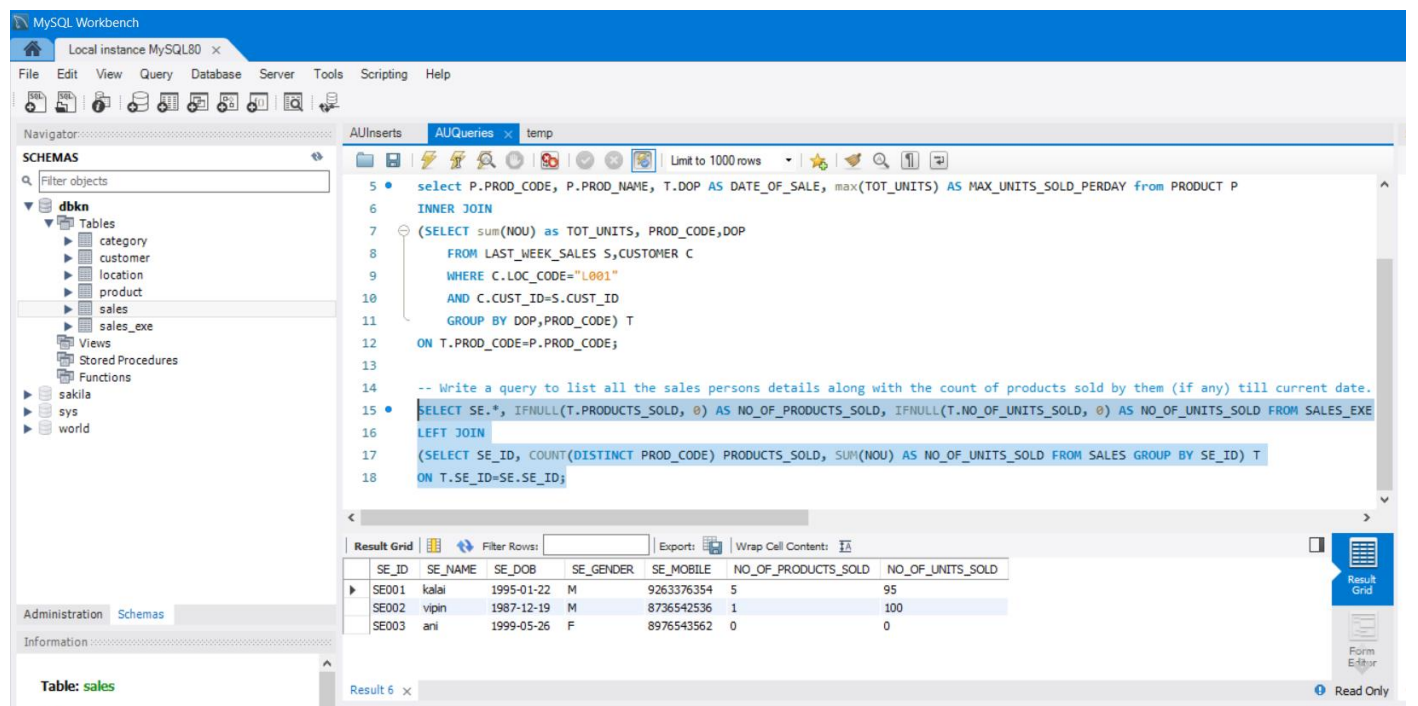 MySQL Workbench
Local instance MySQL80 ×
File Edit View Query Database Server Tools Scripting Help
Navigator
SCHEMAS
Filter objects
dbkn
Tables
category
customer
location
product
sales
sales_exe
Views
Stored Procedures
Functions
sakila
sys
world
Administration Schemas
Information
Table: sales
AUInserts AUQueries × temp
Limit to 1000 rows
5 select P.PROD_CODE, P.PROD_NAME, T.DOP AS DATE_OF_SALE, max(TOT_UNITS) AS MAX_UNITS_SOLD_PERDAY from PRODUCT P
6 INNER JOIN
7 (SELECT sum(NOU) as TOT_UNITS, PROD_CODE,DOP
8 FROM LAST_WEEK_SALES S,CUSTOMER C
9 WHERE C.LOC_CODE="L001"
10 AND C.CUST_ID=S.CUST_ID
11 GROUP BY DOP,PROD_CODE) T
12 ON T.PROD_CODE=P.PROD_CODE;
13
14 -- Write a query to list all the sales persons details along with the count of products sold by them (if any) till current date.
15 SELECT SE.*, IFNULL(T.PRODUCTS_SOLD, 0) AS NO_OF_PRODUCTS_SOLD, IFNULL(T.NO_OF_UNITS_SOLD, 0) AS NO_OF_UNITS_SOLD FROM SALES_EXE
16 LEFT JOIN
17 (SELECT SE_ID, COUNT(DISTINCT PROD_CODE) PRODUCTS_SOLD, SUM(NOU) AS NO_OF_UNITS_SOLD FROM SALES GROUP BY SE_ID) T
18 ON T.SE_ID=SE.SE_ID;
Result Grid Filter Rows: Export: Wrap Cell Content:
SE_ID SE_NAME SE_DOB SE_GENDER SE_MOBILE NO_OF_PRODUCTS_SOLD NO_OF_UNITS_SOLD
SE001 kalai 1995-01-22 M 9263376354 5 95
SE002 vipin 1987-12-19 M 8736542536 1 100
SE003 ani 1999-05-26 F 8976543562 0 0
Result
Grid
Form
Editor
Result 6 ×
Read Only